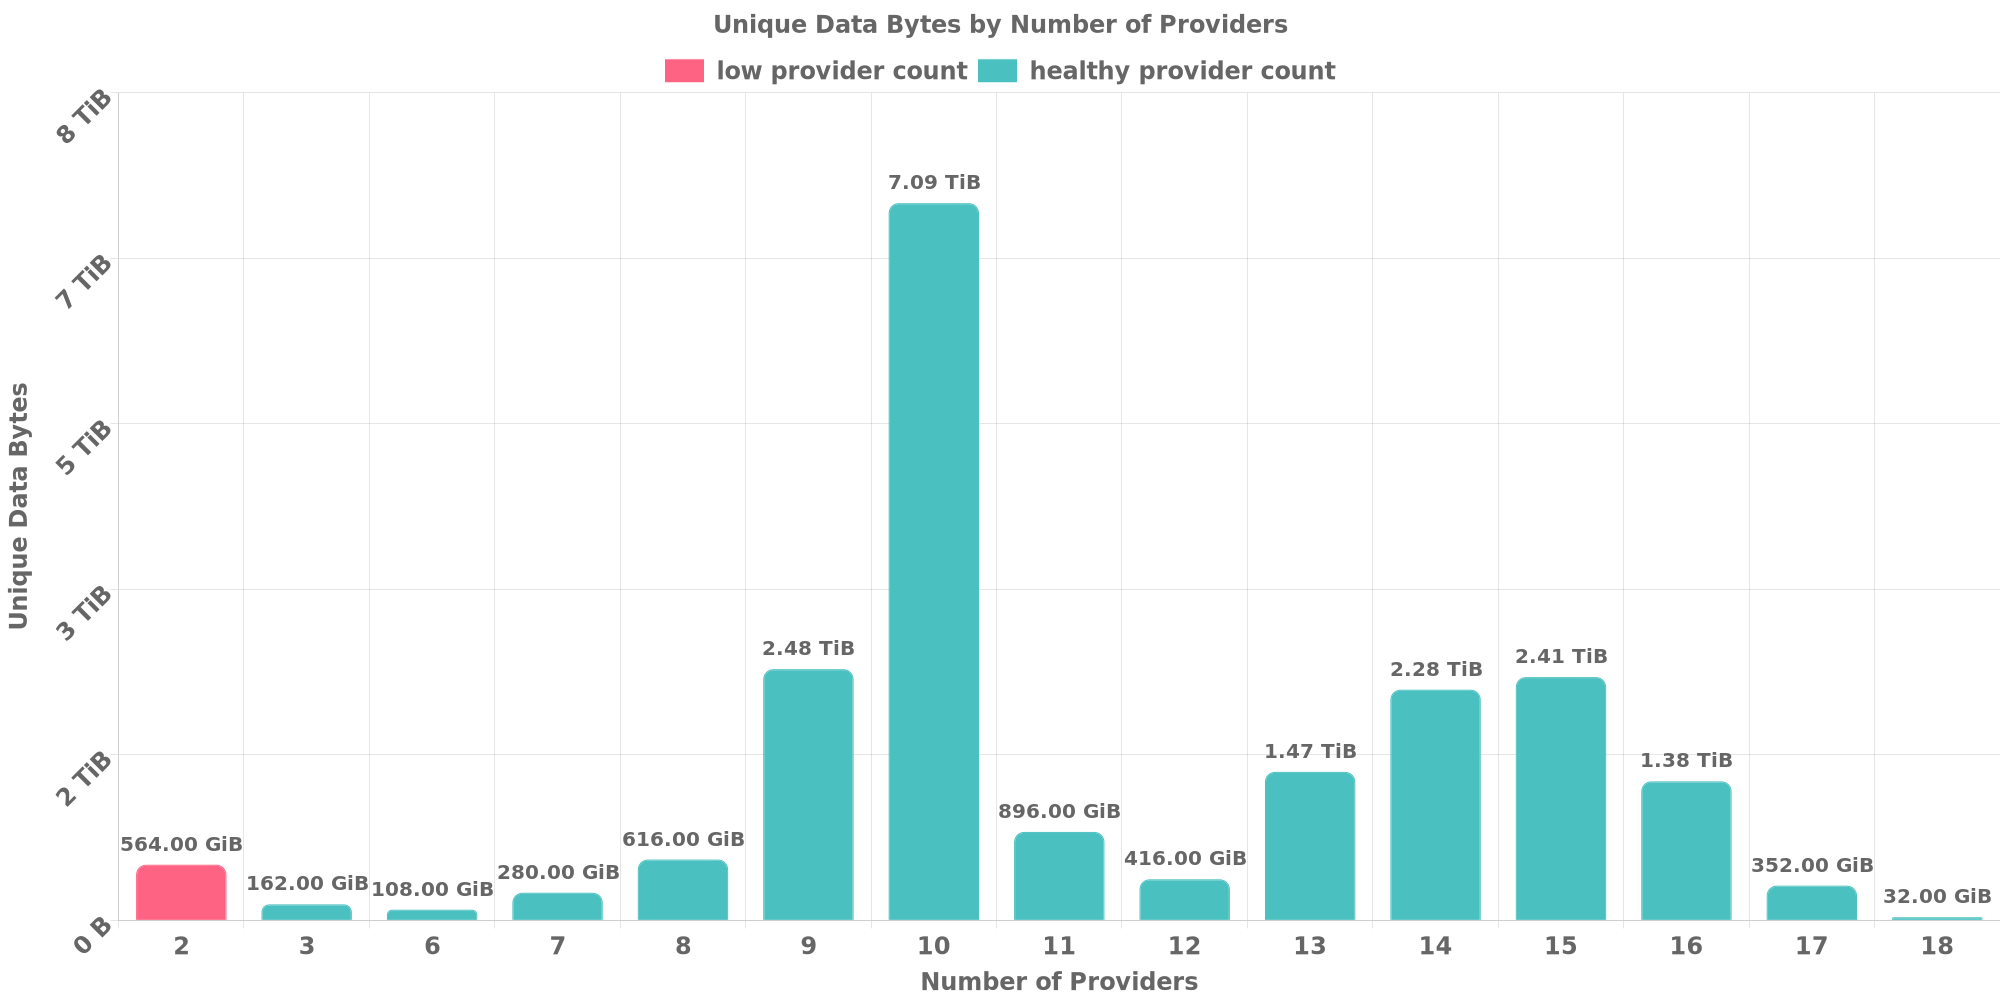 Unique Data Bytes by Number of Providers
low provider count healthy provider count
8 TiB
7 TiB
5 TiB
3 TiB
2 TiB
0 B
Unique Data Bytes
564.00 GiB
162.00 GiB
108.00 GiB
280.00 GiB
616.00 GiB
2.48 TiB
7.09 TiB
896.00 GiB
416.00 GiB
1.47 TiB
2.28 TiB
2.41 TiB
1.38 TiB
352.00 GiB
32.00 GiB
2 3 6 7 8 9 10 11 12 13 14 15 16 17 18
Number of Providers